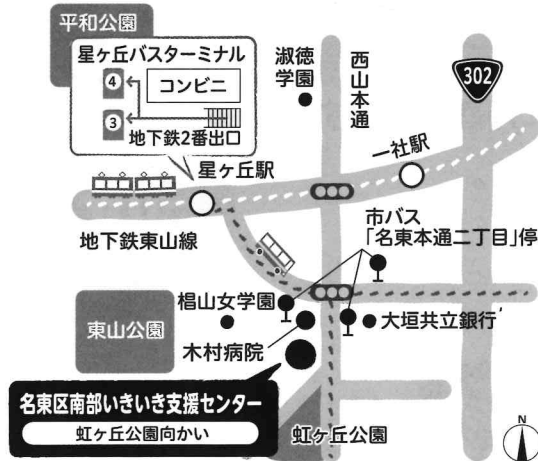 平和公園
星ヶ丘バスターミナル
④
コンビニ
③
地下鉄2番出口
淑徳
学園
西山本通
302
星ヶ丘駅
一社駅
地下鉄東山線
市バス
「名東本通二丁目」停
椙山女学園
大垣共立銀行
東山公園
木村病院
名東区南部いきいき支援センター
虹ヶ丘公園向かい
虹ヶ丘公園
N